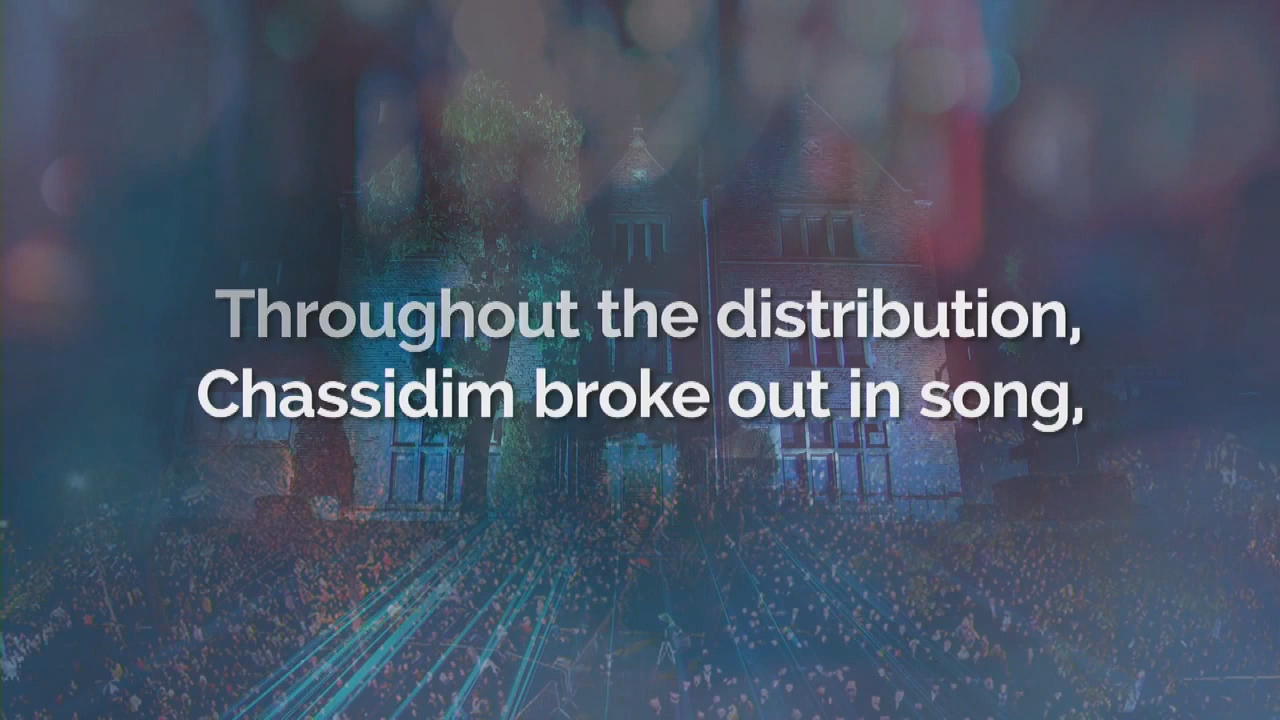 Throughout the distribution,
Chassidim broke out in song,